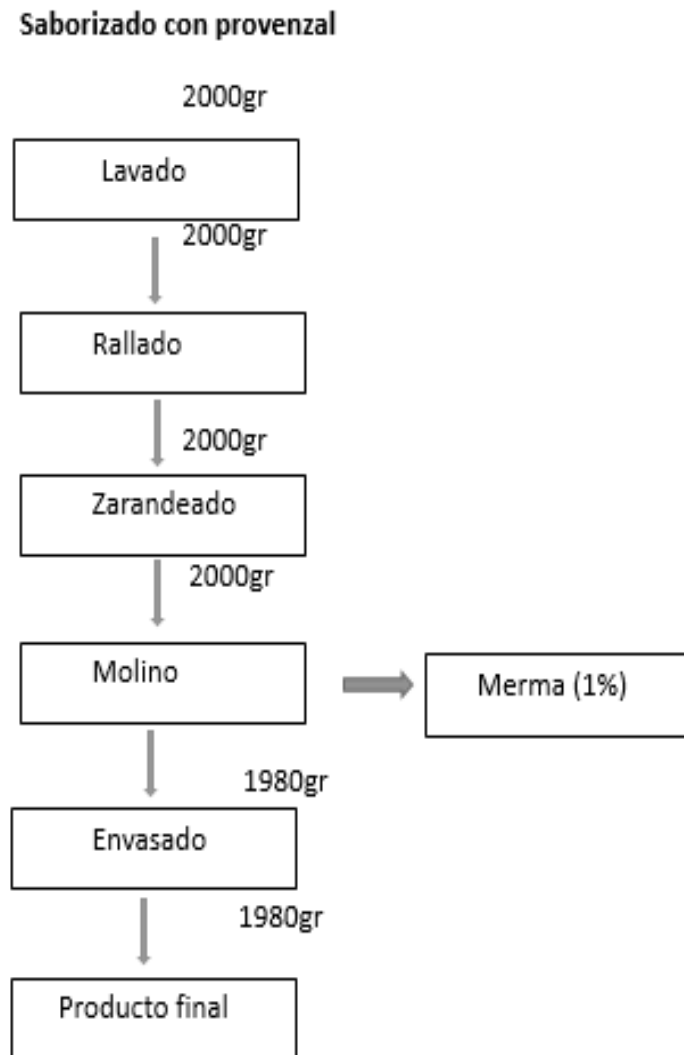 Saborizado con provenzal
2000gr
Lavado
2000gr
Rallado
2000gr
Zarandeado
2000gr
Molino
Merma (1%)
1980gr
Envasado
1980gr
Producto final